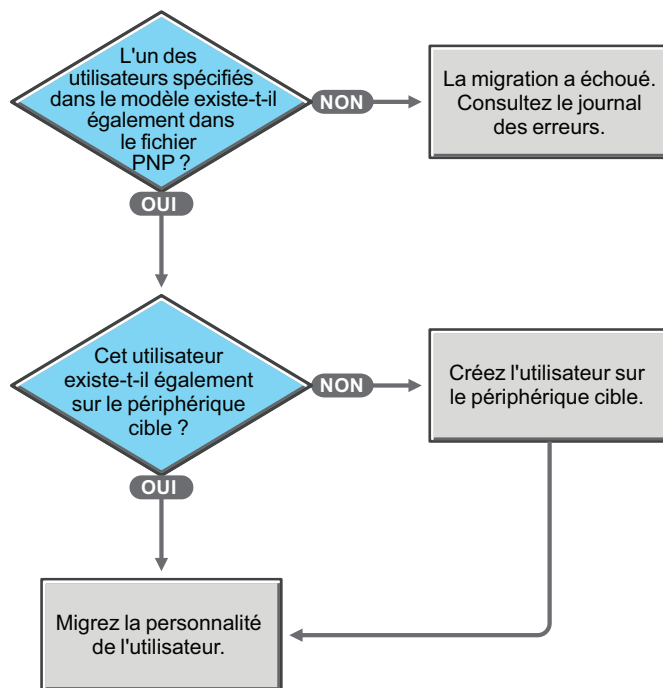 L'un des
utilisateurs spécifiés
dans le modèle existe-t-il
également dans
le fichier
PNP ?
NON
La migration a échoué.
Consultez le journal
des erreurs.
OUI
Cet utilisateur
existe-t-il également
sur le périphérique
cible ?
NON
Créez l'utilisateur sur
le périphérique cible.
OUI
Migrez la personnalité
de l'utilisateur.